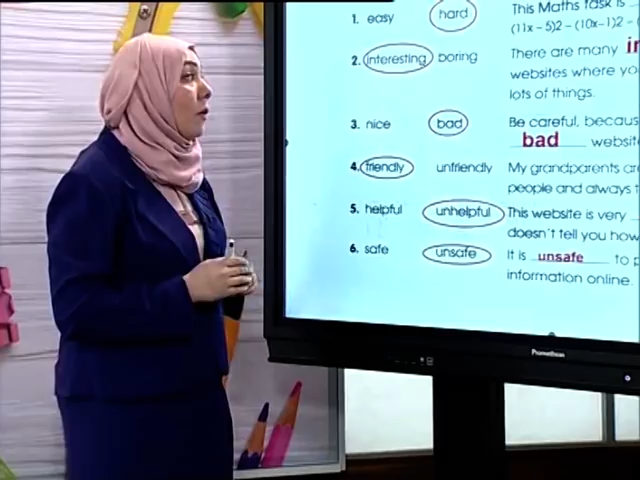 1. easy hard This Maths task is
(11x – 5)2 – (10x–1)2 –
2. interesting boring There are many in
websites where yo
lots of things.
3. nice bad Be careful, becaus
bad websit
4. friendly unfriendly My grandparents are
people and always t
5. helpful unhelpful This website is very
doesn't tell you how
6. safe unsafe It is unsafe to p
information online.
Promethean